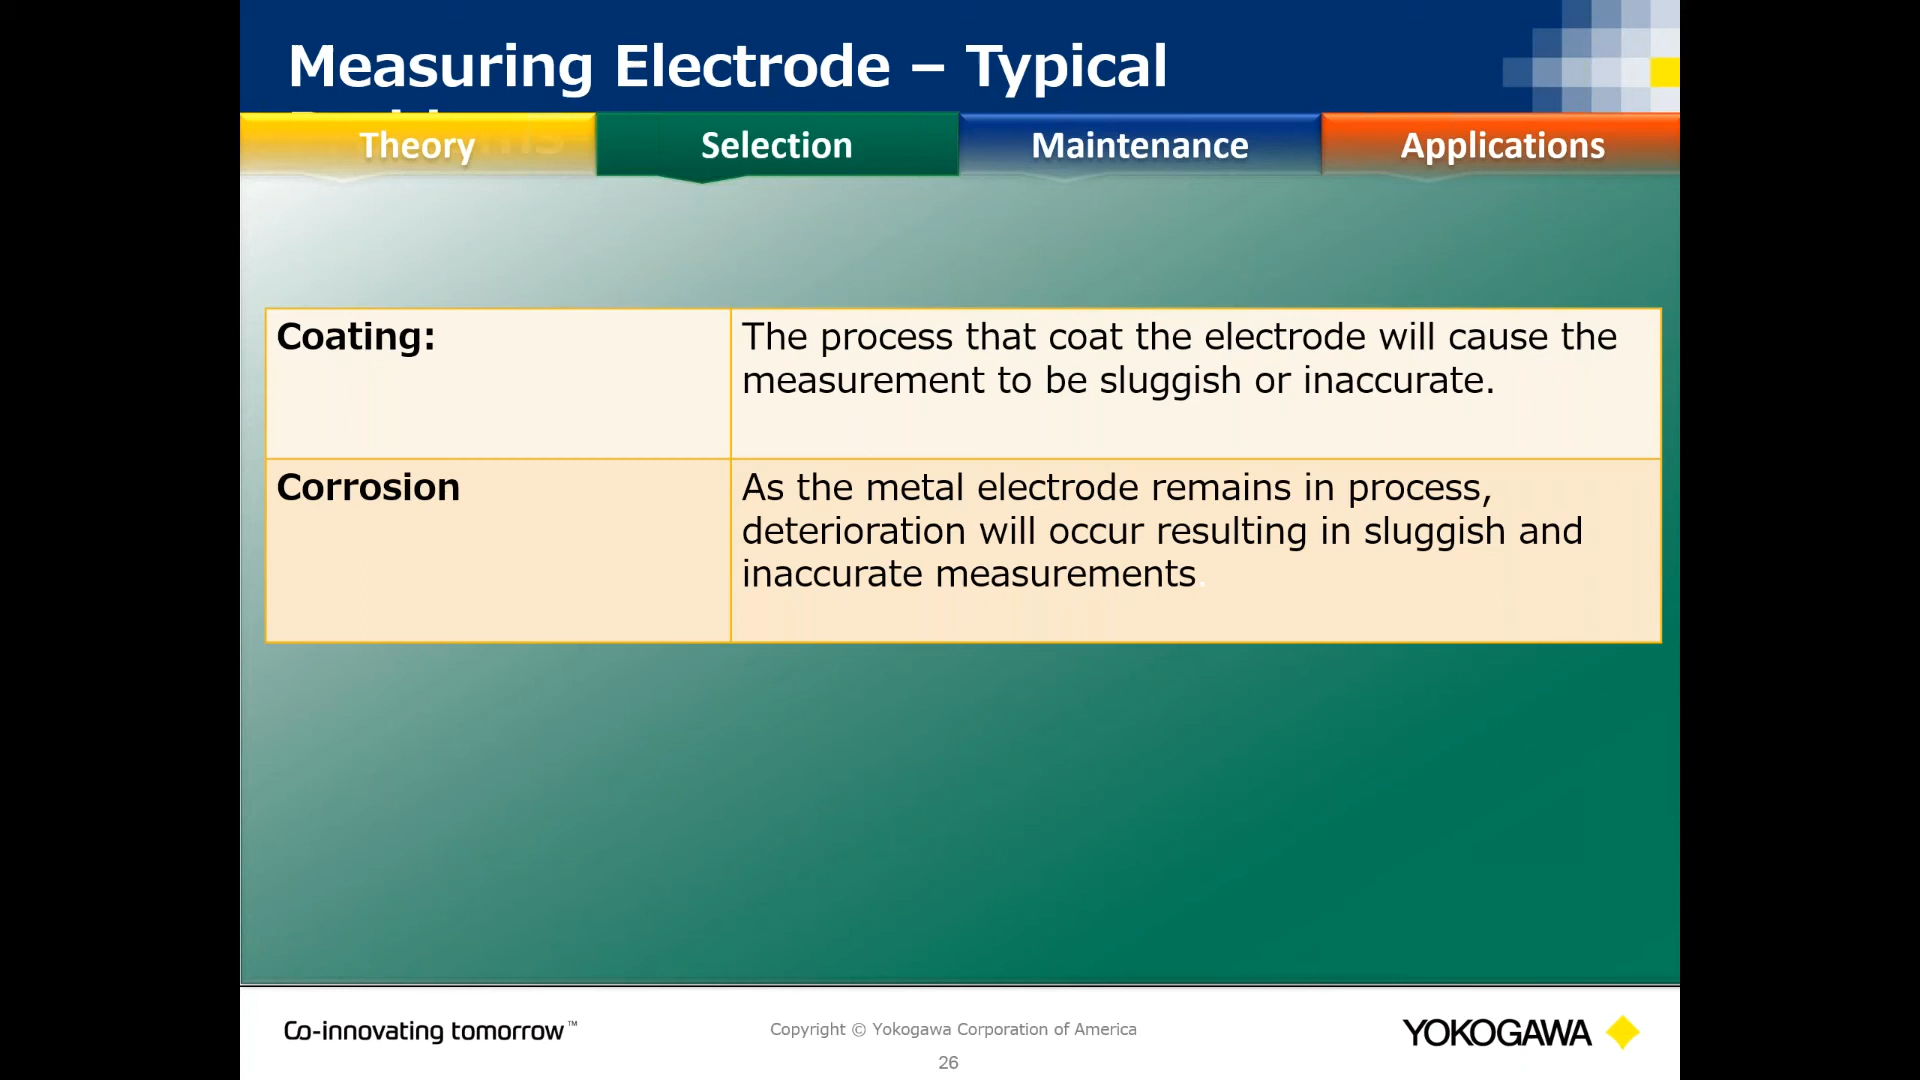 Measuring Electrode – Typical
Theory
Selection
Maintenance
Applications
Coating:
The process that coat the electrode will cause the
measurement to be sluggish or inaccurate.
Corrosion
As the metal electrode remains in process,
deterioration will occur resulting in sluggish and
inaccurate measurements.
Co-innovating tomorrow™
Copyright © Yokogawa Corporation of America
YOKOGAWA
26